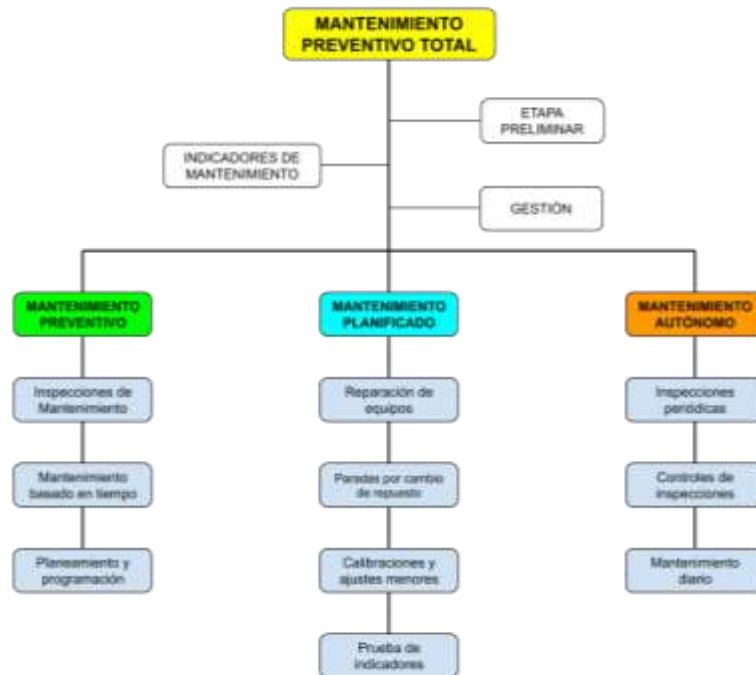 MANTENIMIENTO
PREVENTIVO TOTAL
ETAPA
PRELIMINAR
INDICADORES DE
MANTENIMIENTO
GESTIÓN
MANTENIMIENTO
PREVENTIVO
MANTENIMIENTO
PLANIFICADO
MANTENIMIENTO
AUTÓNOMO
Inspecciones de
Mantenimiento
Reparación de
equipos
Inspecciones
periódicas
Mantenimiento
basado en tiempo
Paradas por cambio
de repuesto
Controles de
inspecciones
Planeamiento y
programación
Calibraciones y
ajustes menores
Mantenimiento
diario
Prueba de
indicadores